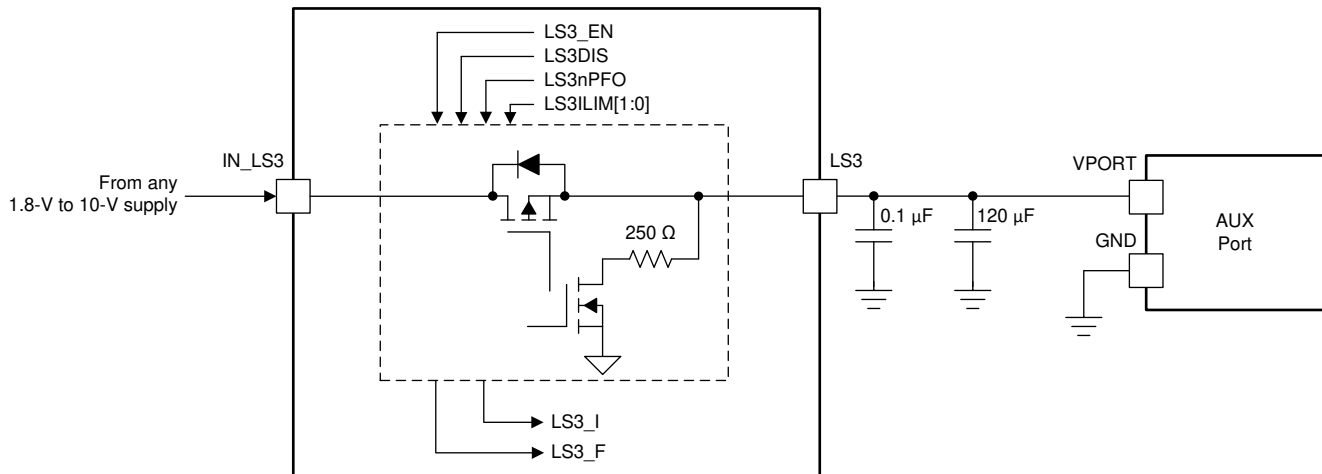 LS3_EN
LS3DIS
LS3nPFO
LS3ILIM[1:0]
IN_LS3
LS3
VPORT
From any
1.8-V to 10-V supply
0.1 µF
120 µF
250 Ω
GND
AUX
Port
LS3_I
LS3_F